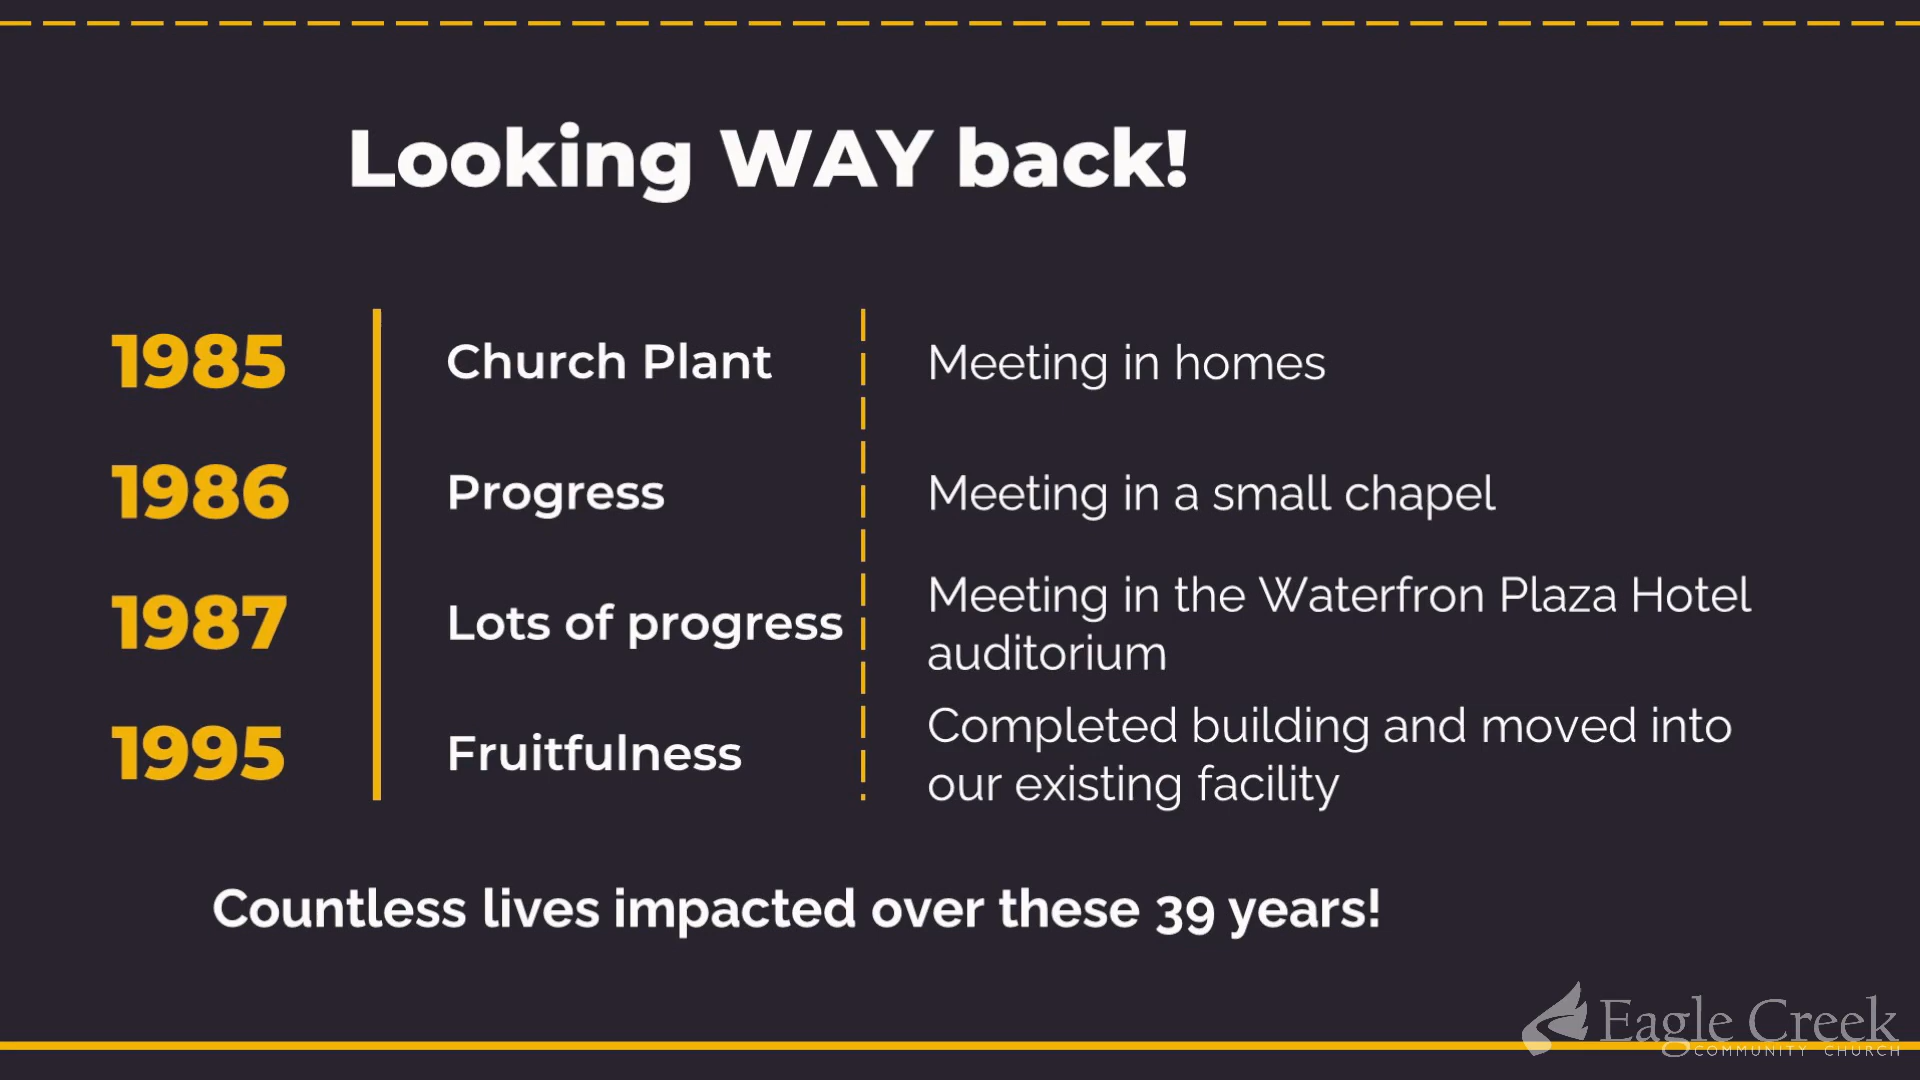 Looking WAY back!
1985
Church Plant
Meeting in homes
1986
Progress
Meeting in a small chapel
1987
Lots of progress
Meeting in the Waterfron Plaza Hotel
auditorium
1995
Fruitfulness
Completed building and moved into
our existing facility
Countless lives impacted over these 39 years!
Eagle Creek
COMMUNITY CHURCH